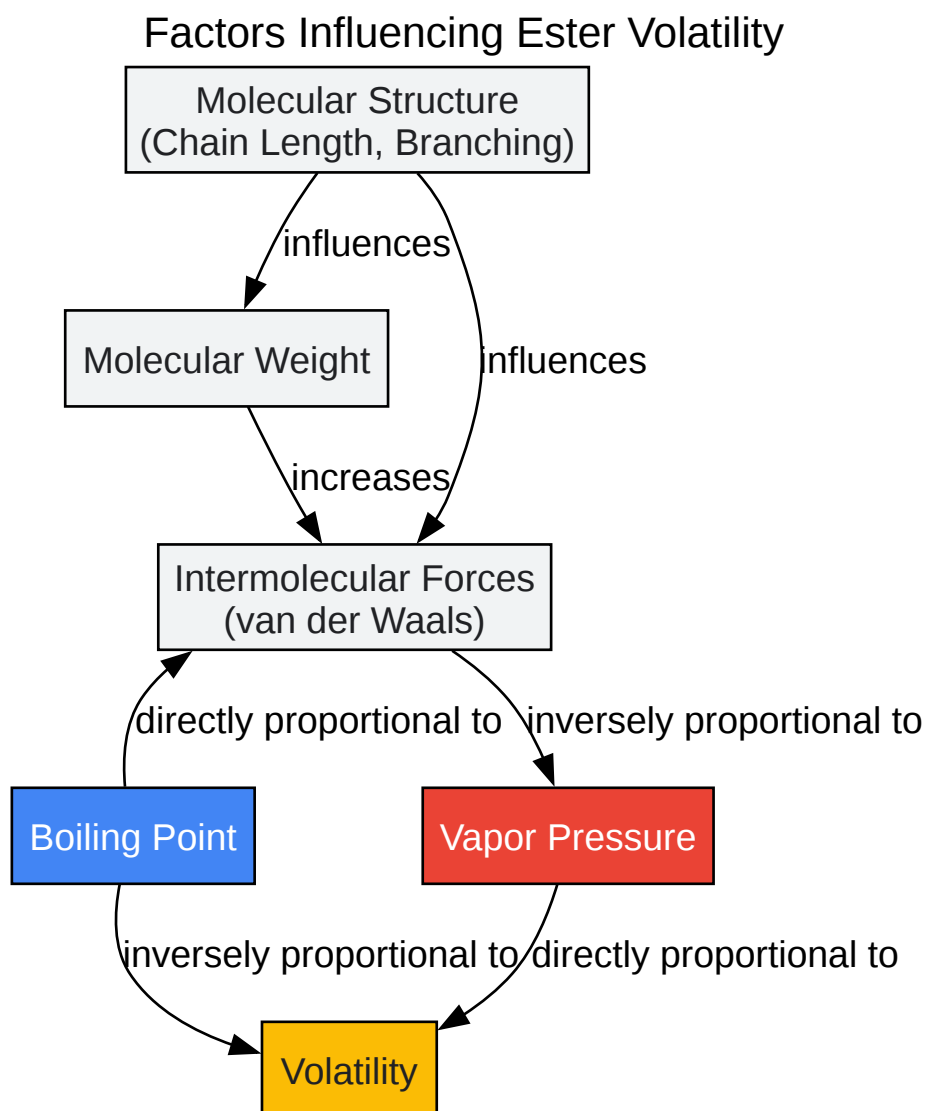 Factors Influencing Ester Volatility
Molecular Structure
(Chain Length, Branching)
influences
Molecular Weight
influences
increases
Intermolecular Forces
(van der Waals)
directly proportional to
inversely proportional to
Boiling Point
Vapor Pressure
inversely proportional to
directly proportional to
Volatility